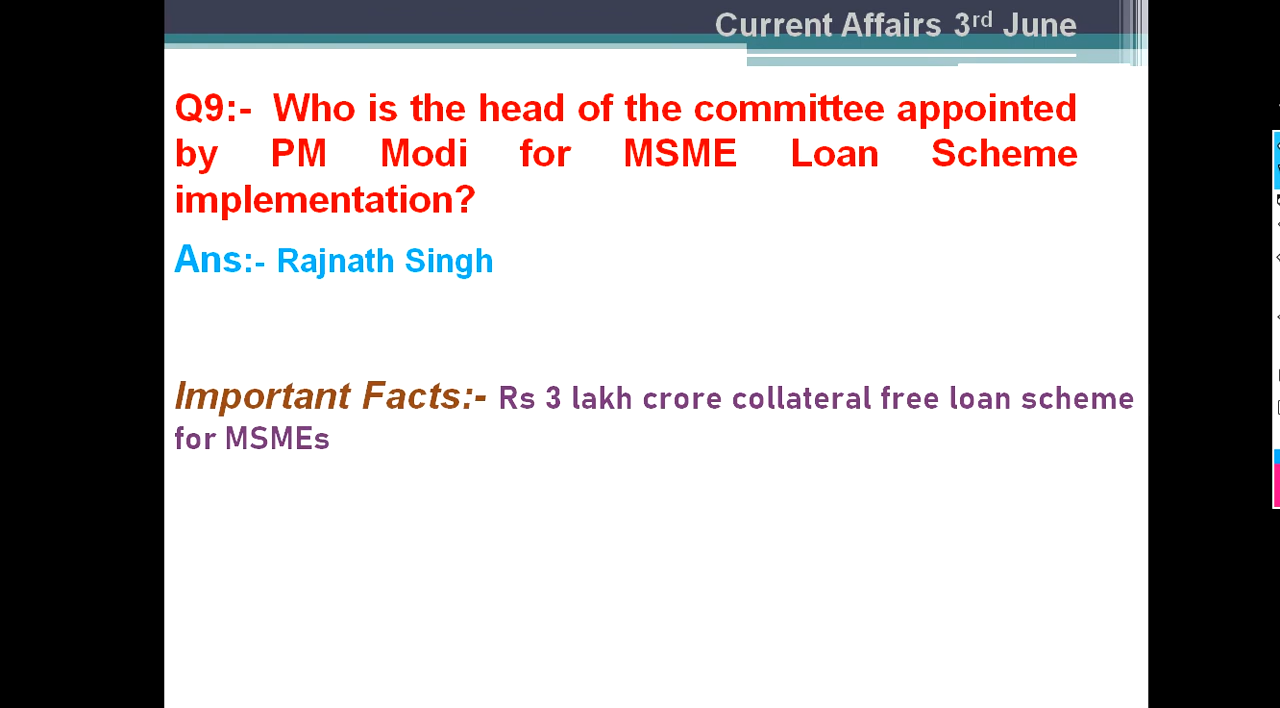 Current Affairs 3rd June
Q9:- Who is the head of the committee appointed
by PM Modi for MSME Loan Scheme
implementation?
Ans:- Rajnath Singh
Important Facts:- Rs 3 lakh crore collateral free loan scheme
for MSMEs